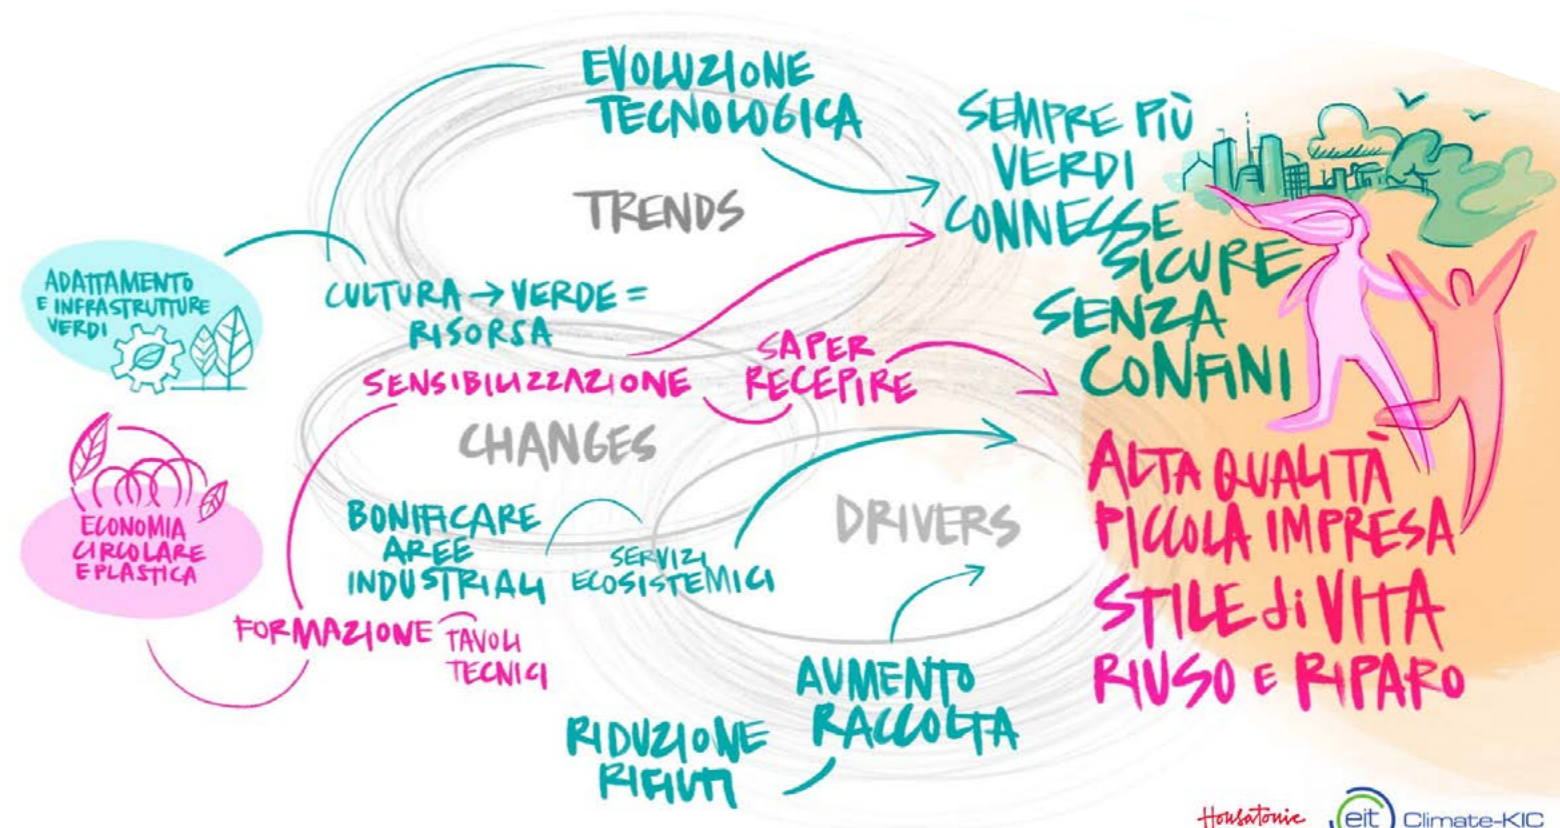 EVOLUZIONE
TECNOLOGICA
TRENDS
SEMPRE PIÙ
VERDI
CONNESSE
SICURE
SENZA
CONFINI
ADATTAMENTO
E INFRASTRUTTURE
VERDI
CULTURA → VERDE =
RISORSA
SENSIBILIZZAZIONE
SAPER
RECEPIRE
CHANGES
ECONOMIA
CIRCOLARE
E PLASTICA
BONIFICARE
AREE
INDUSTRIALI
SERVIZI
ECOSISTEMICI
DRIVERS
ALTA QUALITÀ
PICCOLA IMPRESA
STILE di VITA
RIUSO E RIPARO
FORMAZIONE
TAVOLI
TECNICI
AUMENTO
RACCOLTA
RIDUZIONE
RIFIUTI
Housatonic
eit Climate-KIC